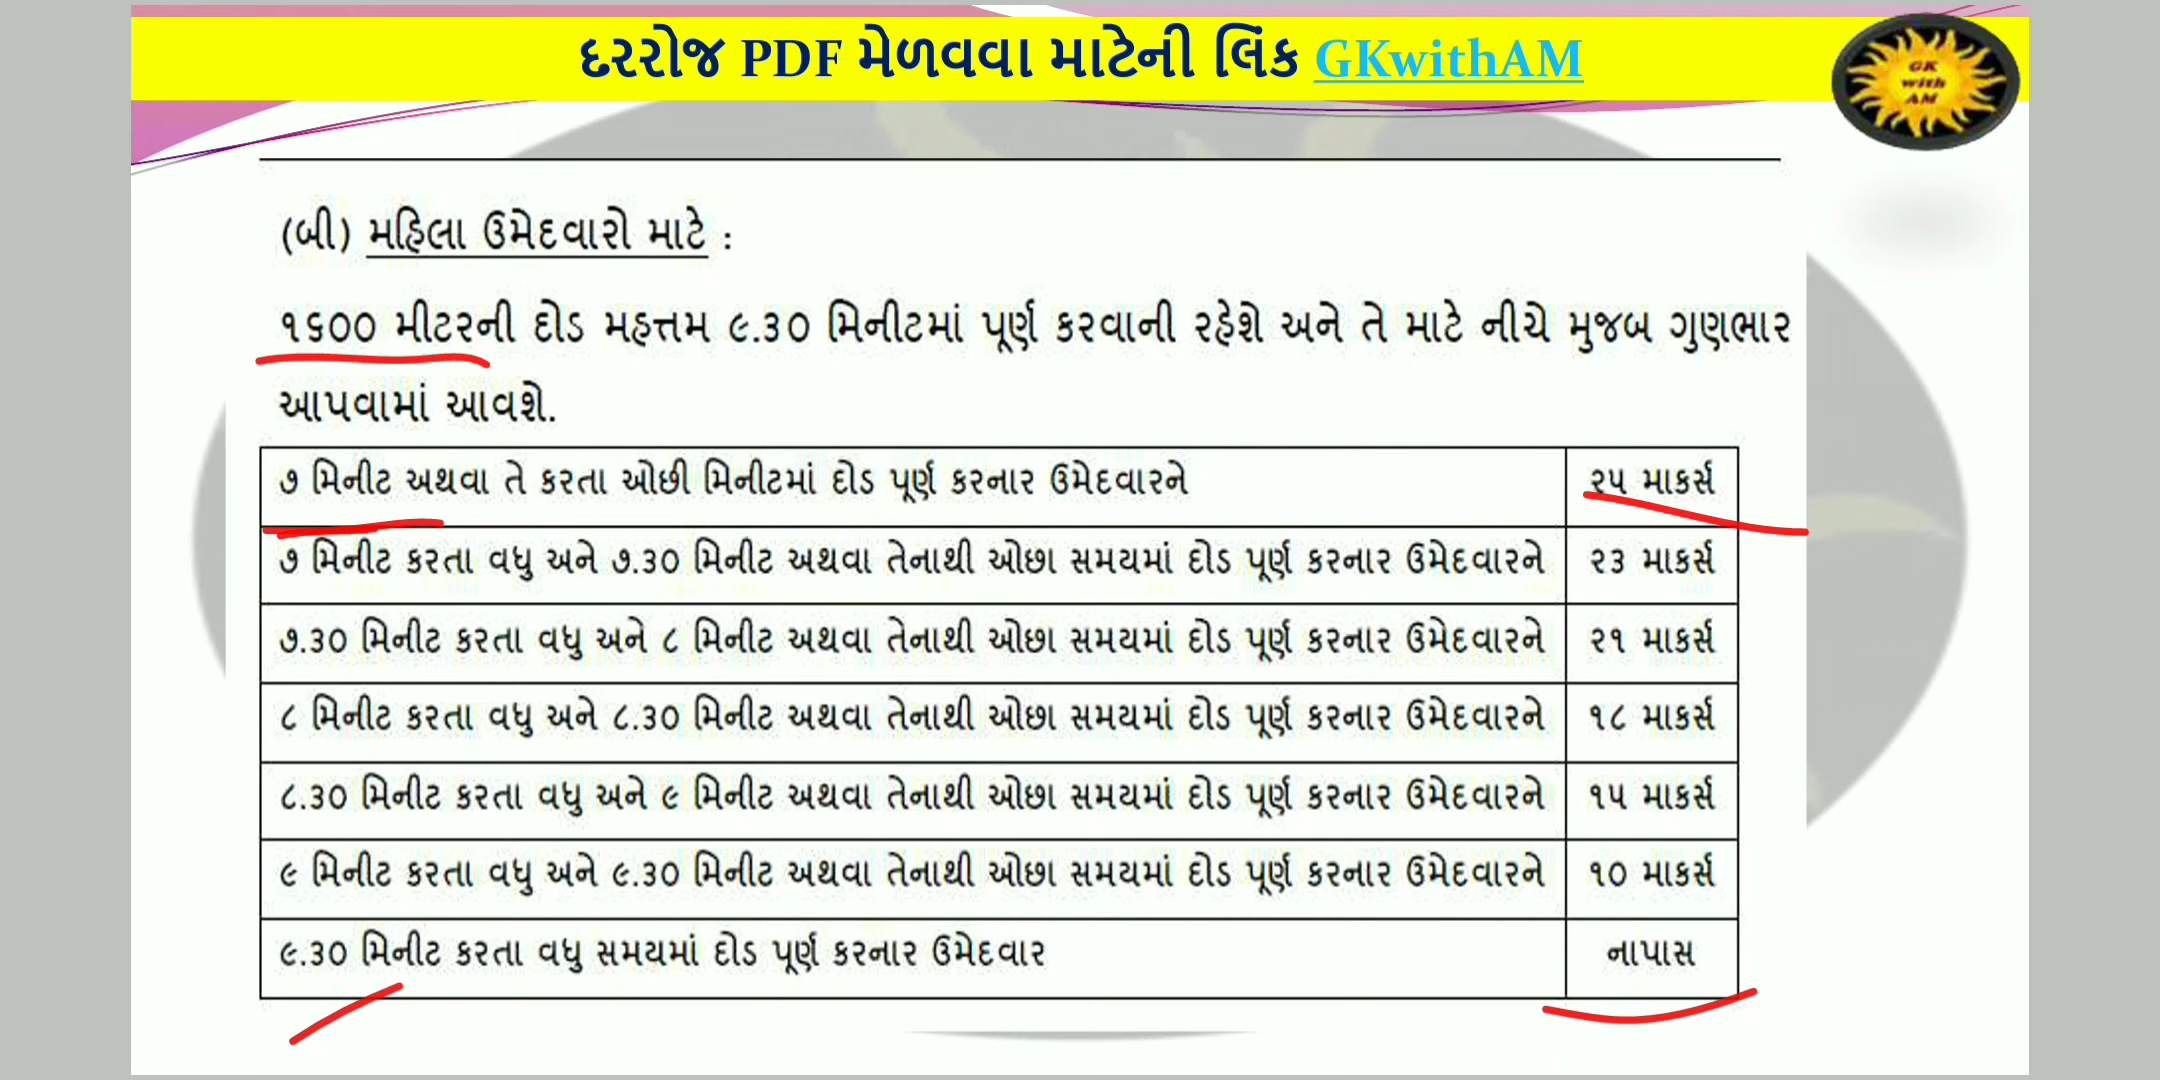 દરરોજ PDF મેળવવા માટેની લિંક GKwithAM
GK
with
AM
(બી) મહિલા ઉમેદવારો માટે :
૧૬૦૦ મીટરની દોડ મહત્તમ ૯.૩૦ મિનીટમાં પૂર્ણ કરવાની રહેશે અને તે માટે નીચે મુજબ ગુણભાર
આપવામાં આવશે.
૭ મિનીટ અથવા તે કરતા ઓછી મિનીટમાં દોડ પૂર્ણ કરનાર ઉમેદવારને ૨૫ માકર્સ
૭ મિનીટ કરતા વધુ અને ૭.૩૦ મિનીટ અથવા તેનાથી ઓછા સમયમાં દોડ પૂર્ણ કરનાર ઉમેદવારને ૨૩ માકર્સ
૭.૩૦ મિનીટ કરતા વધુ અને ૮ મિનીટ અથવા તેનાથી ઓછા સમયમાં દોડ પૂર્ણ કરનાર ઉમેદવારને ૨૧ માકર્સ
૮ મિનીટ કરતા વધુ અને ૮.૩૦ મિનીટ અથવા તેનાથી ઓછા સમયમાં દોડ પૂર્ણ કરનાર ઉમેદવારને ૧૮ માકર્સ
૮.૩૦ મિનીટ કરતા વધુ અને ૯ મિનીટ અથવા તેનાથી ઓછા સમયમાં દોડ પૂર્ણ કરનાર ઉમેદવારને ૧૫ માકર્સ
૯ મિનીટ કરતા વધુ અને ૯.૩૦ મિનીટ અથવા તેનાથી ઓછા સમયમાં દોડ પૂર્ણ કરનાર ઉમેદવારને ૧૦ માકર્સ
૯.૩૦ મિનીટ કરતા વધુ સમયમાં દોડ પૂર્ણ કરનાર ઉમેદવાર નાપાસ